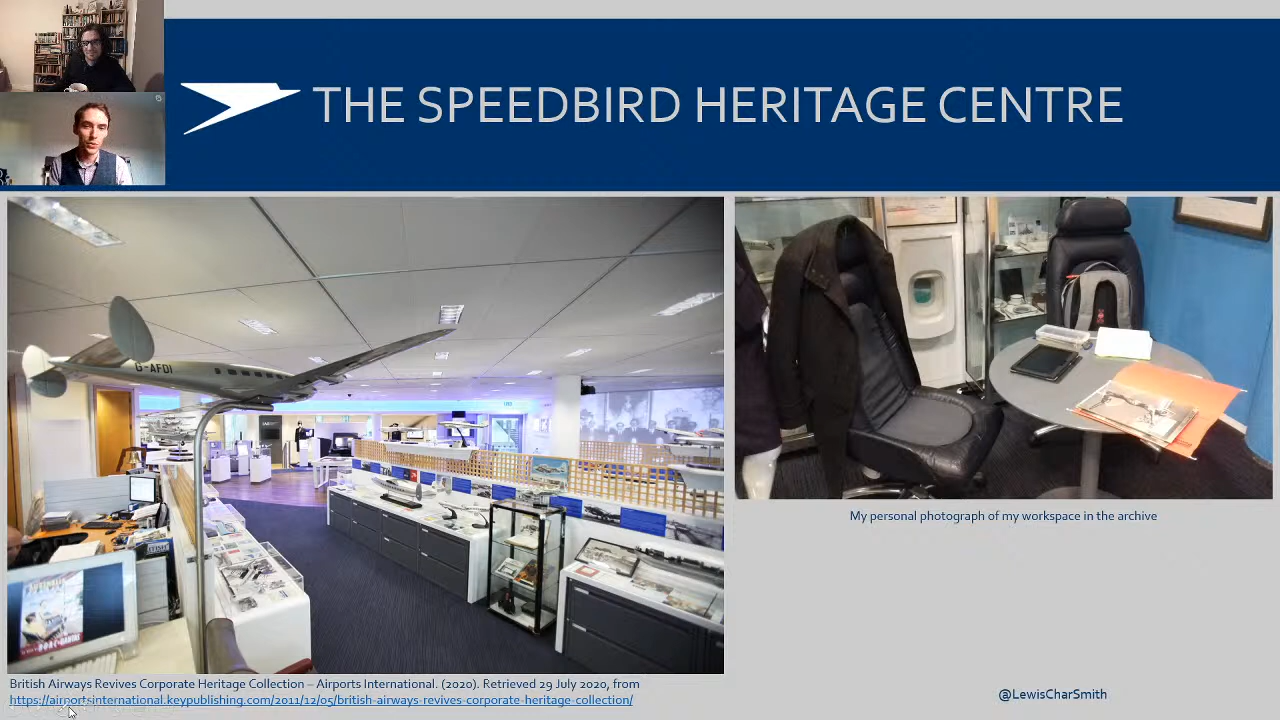 THE SPEEDBIRD HERITAGE CENTRE
G-AFDI
My personal photograph of my workspace in the archive
British Airways Revives Corporate Heritage Collection – Airports International. (2020). Retrieved 29 July 2020, from
https://airportsinternational.keypublishing.com/2011/12/05/british-airways-revives-corporate-heritage-collection/
@LewisCharSmith